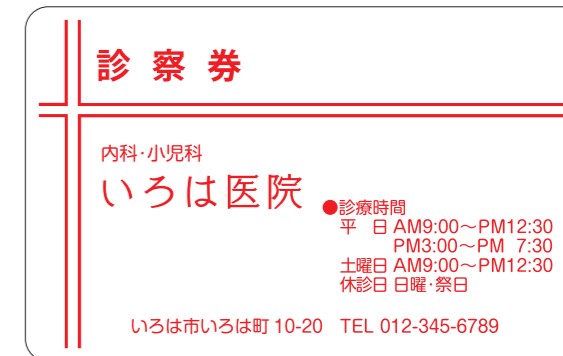 診察券
内科·小児科
いろは医院
●診療時間
平　日 AM9:00～PM12:30
PM3:00～PM 7:30
土曜日 AM9:00～PM12:30
休診日 日曜·祭日
いろは市いろは町 10-20　TEL 012-345-6789